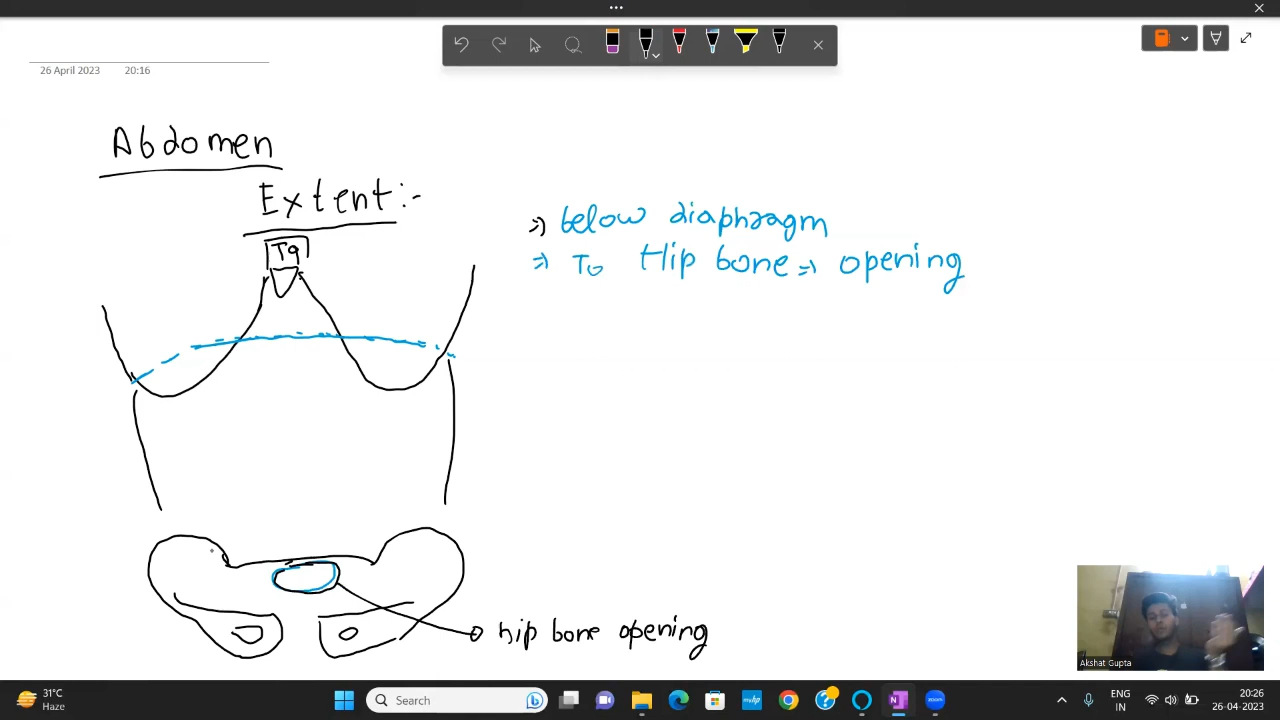 26 April 2023 20:16
Abdomen
Extent:-
T9
=> below diaphragm
=> To Hip bone => opening
hip bone opening
Akshat Gupta
31°C
Haze
Search
ENG
IN
20:26
26-04-2023
zoom